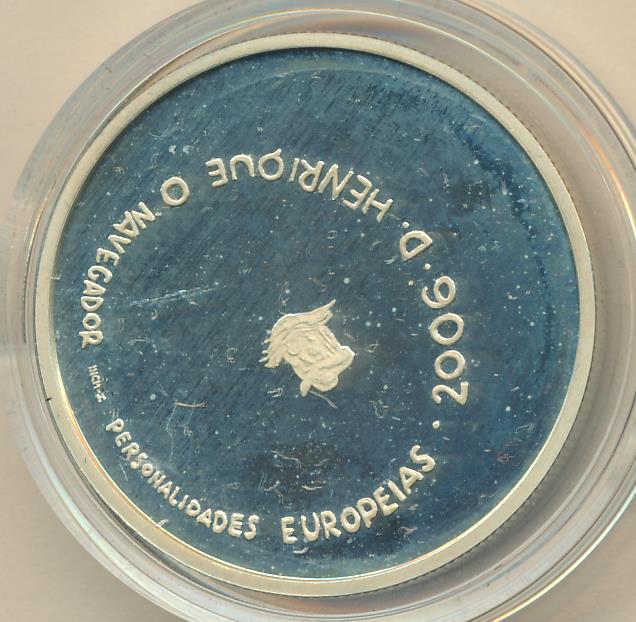 PERSONALIDADES EUROPEIAS · 2006 · D. HENRIQUE O NAVEGADOR